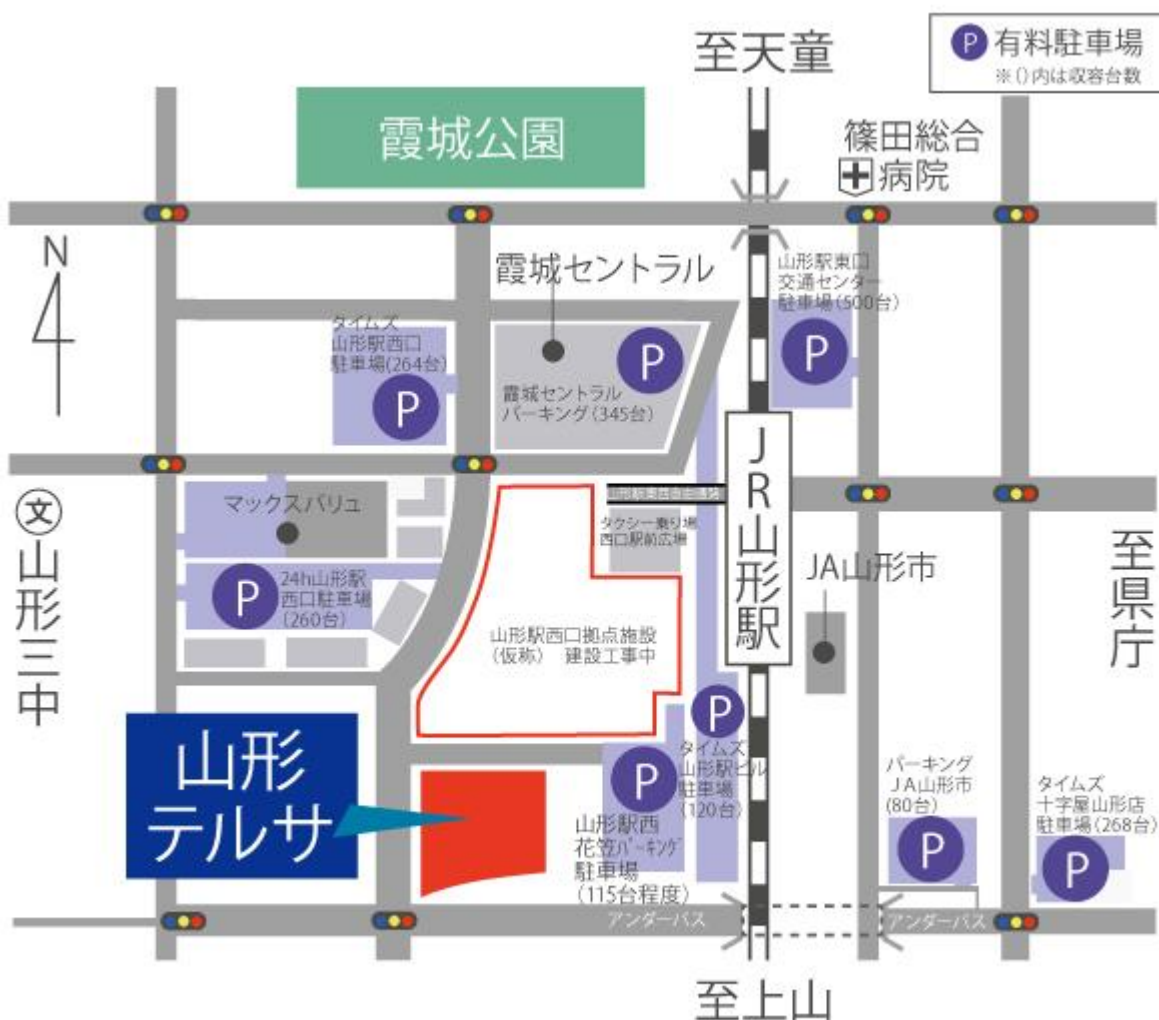 至天童
P 有料駐車場
※()内は収容台数
霞城公園
篠田総合
病院
N
霞城セントラル
山形駅東口
交通センター
駐車場(500台)
P
タイムズ
山形駅西口
駐車場(264台)
P
P
霞城セントラル
パーキング(345台)
JR山形駅
文
山形三中
マックスバリュ
山形駅東西自由通路
タクシー乗り場
西口駅前広場
P
24h山形駅
西口駐車場
(260台)
山形駅西口拠点施設
(仮称) 建設工事中
JA山形市
至県庁
山形
テルサ
P
タイムズ
山形駅ビル
駐車場
(120台)
P
山形駅西
花笠パーキング
駐車場
(115台程度)
パーキング
JA山形市
(80台)
P
タイムズ
十字屋山形店
駐車場(268台)
P
アンダーパス
アンダーパス
至上山